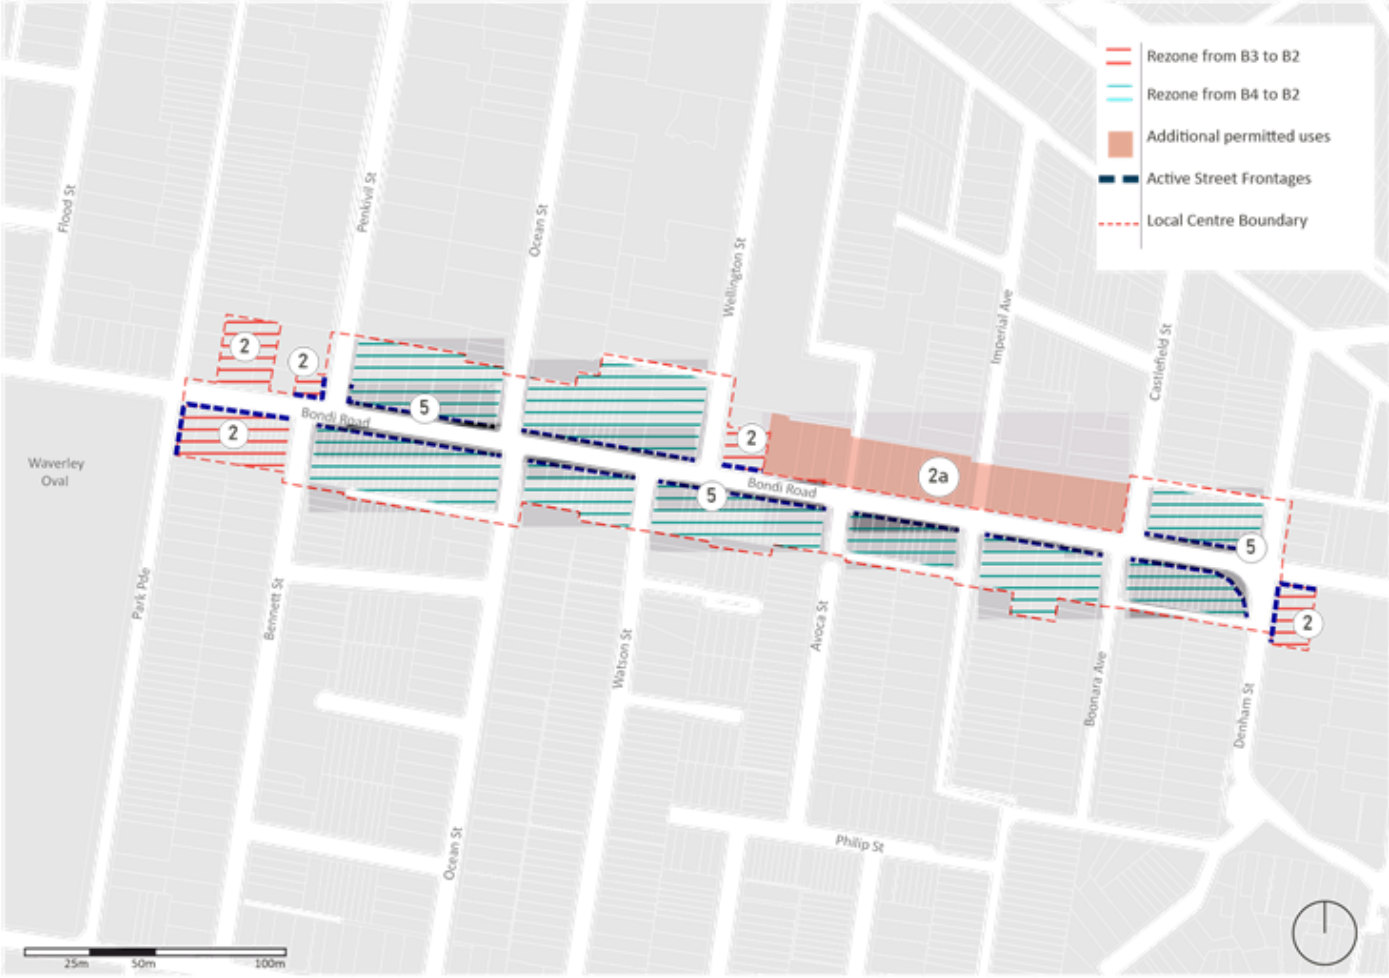 Rezone from B3 to B2
Rezone from B4 to B2
Additional permitted uses
Active Street Frontages
Local Centre Boundary
Flood St
Penkivil St
Ocean St
Wellington St
Imperial Ave
Castlefield St
2
2
5
Bondi Road
2
2
Waverley
Oval
5
Bondi Road
2a
5
2
Park Pde
Bennett St
Watson St
Avoca St
Boonara Ave
Denham St
Ocean St
Philip St
25m 50m 100m